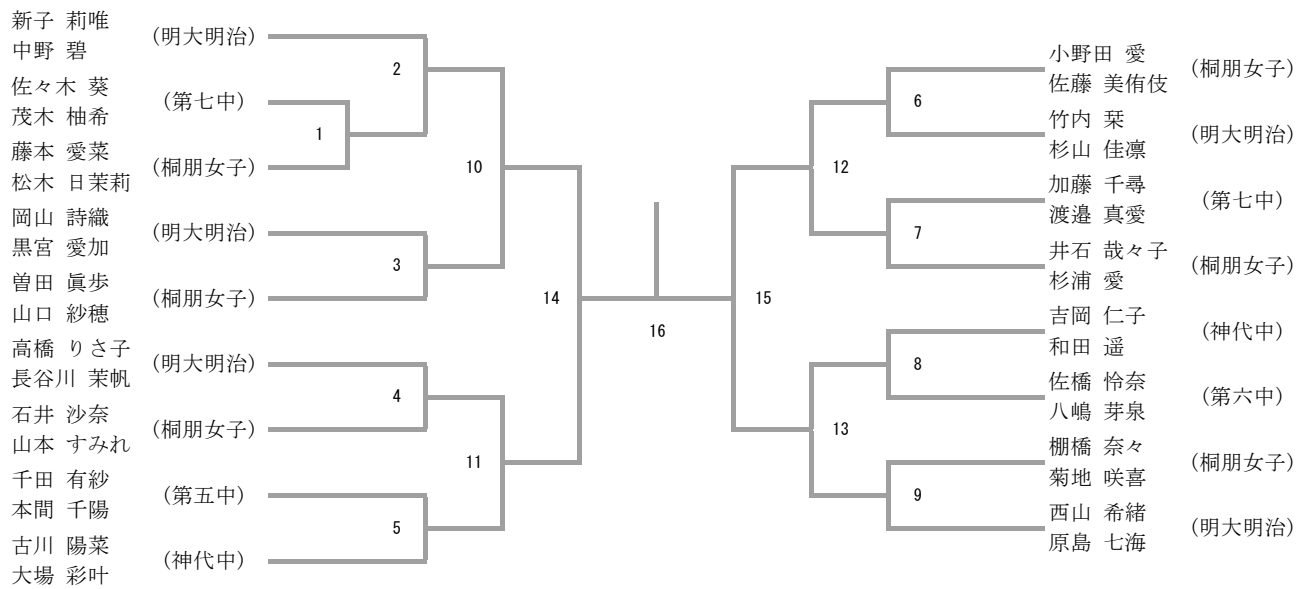 新子 莉唯
中野 碧
(明大明治)
佐々木 葵
茂木 柚希
(第七中)
藤本 愛菜
松木 日茉莉
(桐朋女子)
岡山 詩織
黒宮 愛加
(明大明治)
曽田 眞歩
山口 紗穂
(桐朋女子)
高橋 りさ子
長谷川 茉帆
(明大明治)
石井 沙奈
山本 すみれ
(桐朋女子)
千田 有紗
本間 千陽
(第五中)
古川 陽菜
大場 彩叶
(神代中)
2
1
10
3
14
4
11
5
16
15
12
6
7
13
8
9
小野田 愛
佐藤 美侑伎
(桐朋女子)
竹内 栞
杉山 佳凛
(明大明治)
加藤 千尋
渡邉 真愛
(第七中)
井石 哉々子
杉浦 愛
(桐朋女子)
吉岡 仁子
和田 遥
(神代中)
佐橋 怜奈
八嶋 芽泉
(第六中)
棚橋 奈々
菊地 咲喜
(桐朋女子)
西山 希緒
原島 七海
(明大明治)